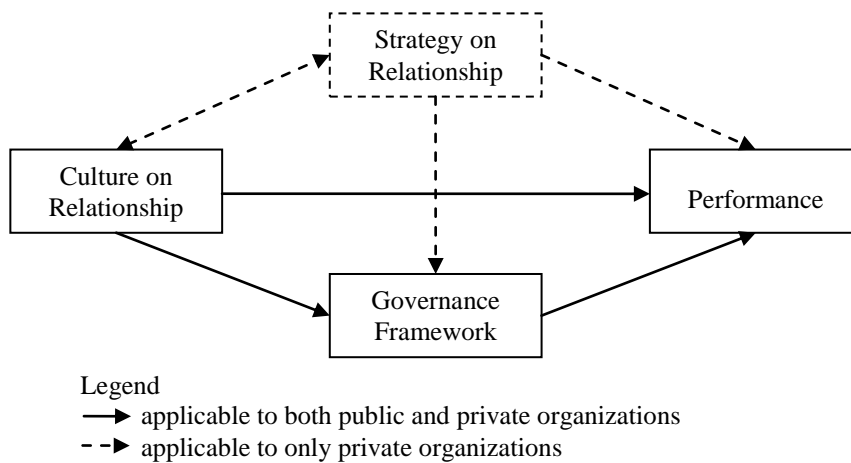 Strategy on
Relationship
Culture on
Relationship
Performance
Governance
Framework
Legend
applicable to both public and private organizations
applicable to only private organizations